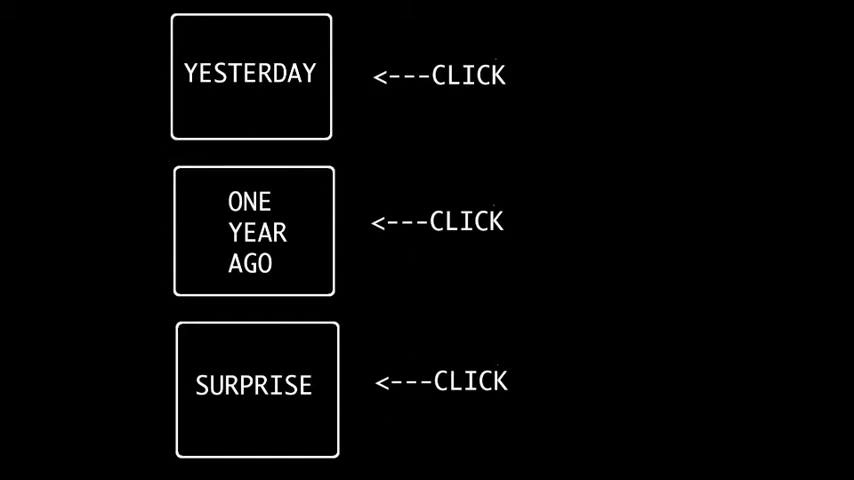 YESTERDAY <---CLICK
ONE
YEAR <---CLICK
AGO
SURPRISE <---CLICK